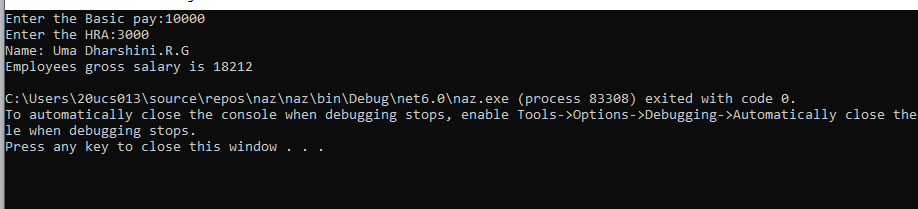 Enter the Basic pay:10000
Enter the HRA:3000
Name: Uma Dharshini.R.G
Employees gross salary is 18212
C:\Users\20ucs013\source\repos\naz\naz\bin\Debug\net6.0\naz.exe (process 83308) exited with code 0.
To automatically close the console when debugging stops, enable Tools->Options->Debugging->Automatically close the
le when debugging stops.
Press any key to close this window . . .